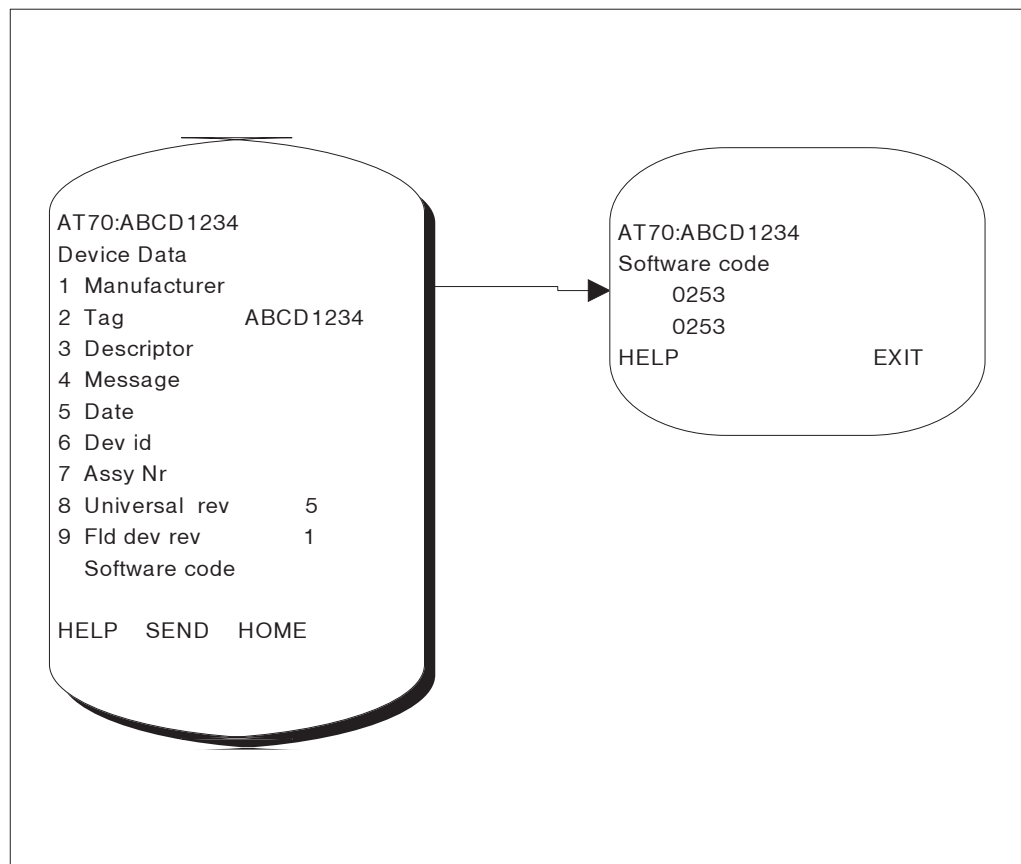 AT70:ABCD1234
Device Data
1 Manufacturer
2 Tag ABCD1234
3 Descriptor
4 Message
5 Date
6 Dev id
7 Assy Nr
8 Universal rev 5
9 Fld dev rev 1
Software code
HELP SEND HOME
AT70:ABCD1234
Software code
0253
0253
HELP EXIT